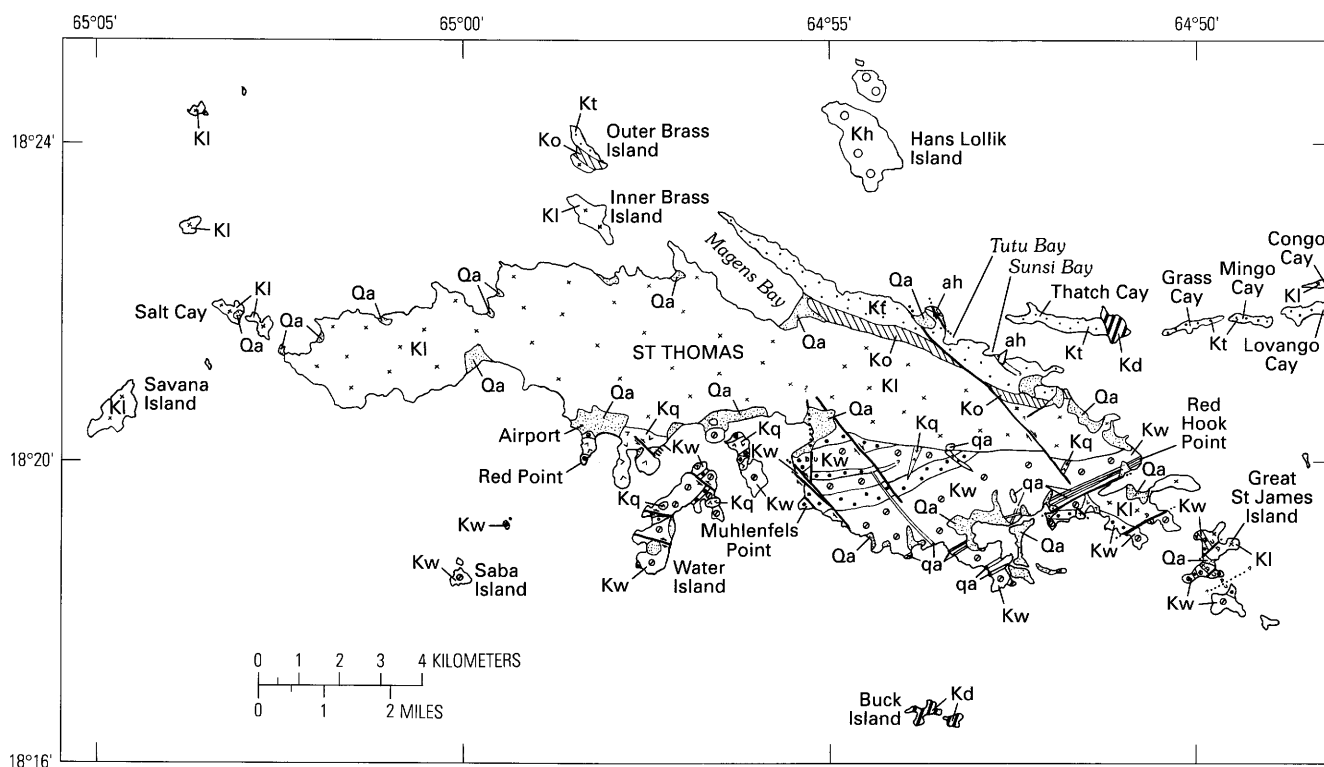 65°05' 65°00' 64°55' 64°50'
18°24'
Kl
Kt
Ko
Outer Brass
Island
Kh
Hans Lollik
Island
Kl
Kl
Inner Brass
Island
Magens Bay
Tutu Bay
Sunsi Bay
Congo
Cay
Mingo
Cay
Grass
Cay
Thatch Cay
Kl
Salt Cay
Qa
Qa
Qa
Kl
Qa
Qa
ST THOMAS
Qa
Kt
Ko
Kl
Qa
ah
ah
Kt
Kd
Kt
Kl
Lovango
Cay
Savana
Island
Kl
Qa
Qa
Kq
Qa
Kq
Qa
Ko
Kq
Qa
Red
Hook
Point
Kw
Airport
18°20'
Red Point
Kw
Kw
Kq
qa
Kw
Kq
Kq
Kw
Qa
qa
Qa
Kl
Kw
Great
St James
Island
Kw
Muhlenfels
Point
Kw
Saba
Island
Kw
Water
Island
Qa
qa
qa
Kw
Qa
Kw
Qa
Kl
Kw
0 1 2 3 4 KILOMETERS
0 1 2 MILES
Buck
Island
Kd
18°16'